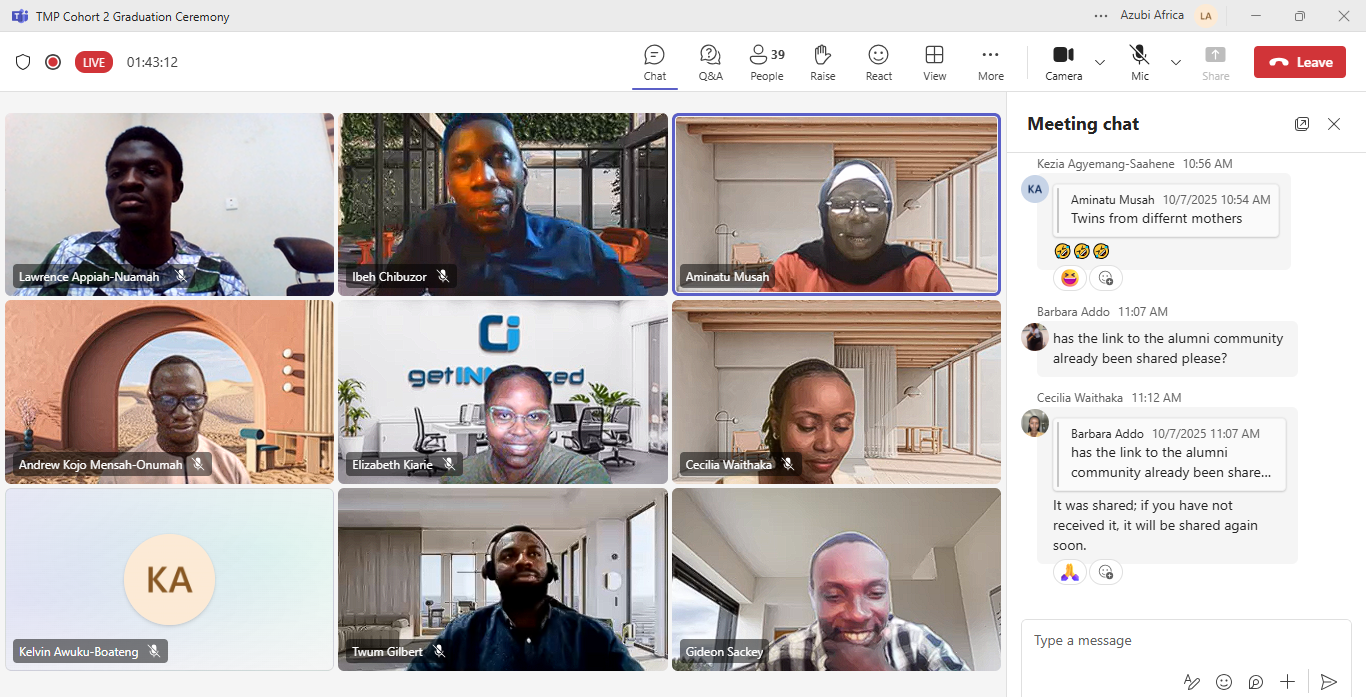 TMP Cohort 2 Graduation Ceremony
Azubi Africa
LA
LIVE
01:43:12
Chat
Q&A
39
People
Raise
React
View
More
Camera
Mic
Share
Leave
Lawrence Appiah-Nuamah
Ibeh Chibuzor
Aminatu Musah
Andrew Kojo Mensah-Onumah
Ci
getINN zed
Elizabeth Kiarie
Cecilia Waithaka
KA
Kelvin Awuku-Boateng
Twum Gilbert
Gideon Sackey
Meeting chat
Kezia Agyemang-Saahene 10:56 AM
KA
Aminatu Musah 10/7/2025 10:54 AM
Twins from differnt mothers
🤣🤣🤣
Barbara Addo 11:07 AM
has the link to the alumni community
already been shared please?
Cecilia Waithaka 11:12 AM
Barbara Addo 10/7/2025 11:07 AM
has the link to the alumni
community already been share...
It was shared; if you have not
received it, it will be shared again
soon.
Type a message